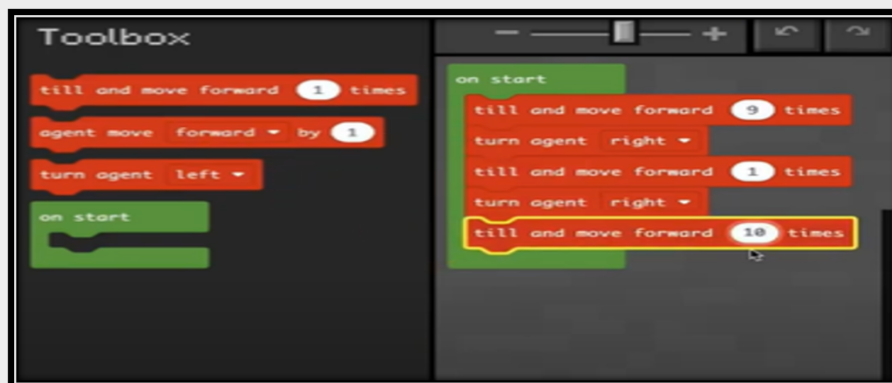 Toolbox
till and move forward 1 times
agent move forward by 1
turn agent left
on start
on start
till and move forward 9 times
turn agent right
till and move forward 1 times
turn agent right
till and move forward 10 times